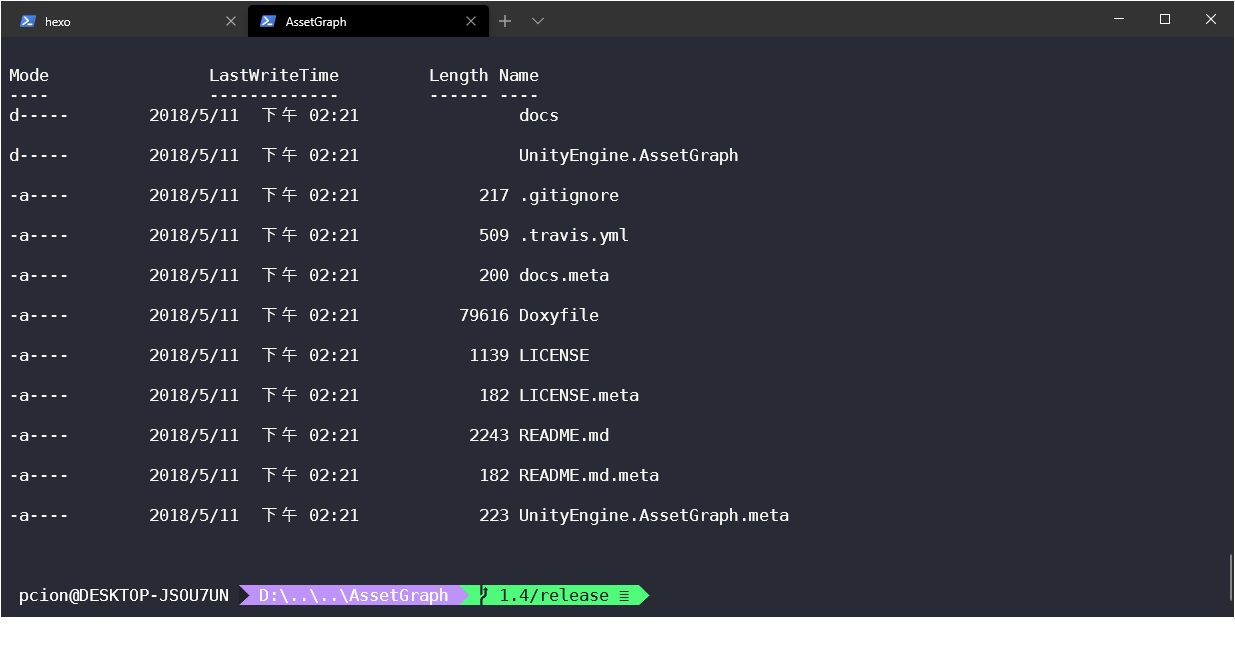 hexo AssetGraph
Mode LastWriteTime Length Name
---- ------------- ------ ----
d----- 2018/5/11 下午 02:21 docs
d----- 2018/5/11 下午 02:21 UnityEngine.AssetGraph
-a---- 2018/5/11 下午 02:21 217 .gitignore
-a---- 2018/5/11 下午 02:21 509 .travis.yml
-a---- 2018/5/11 下午 02:21 200 docs.meta
-a---- 2018/5/11 下午 02:21 79616 Doxyfile
-a---- 2018/5/11 下午 02:21 1139 LICENSE
-a---- 2018/5/11 下午 02:21 182 LICENSE.meta
-a---- 2018/5/11 下午 02:21 2243 README.md
-a---- 2018/5/11 下午 02:21 182 README.md.meta
-a---- 2018/5/11 下午 02:21 223 UnityEngine.AssetGraph.meta
pcion@DESKTOP-JSOU7UN D:\..\..\AssetGraph 1.4/release ≡